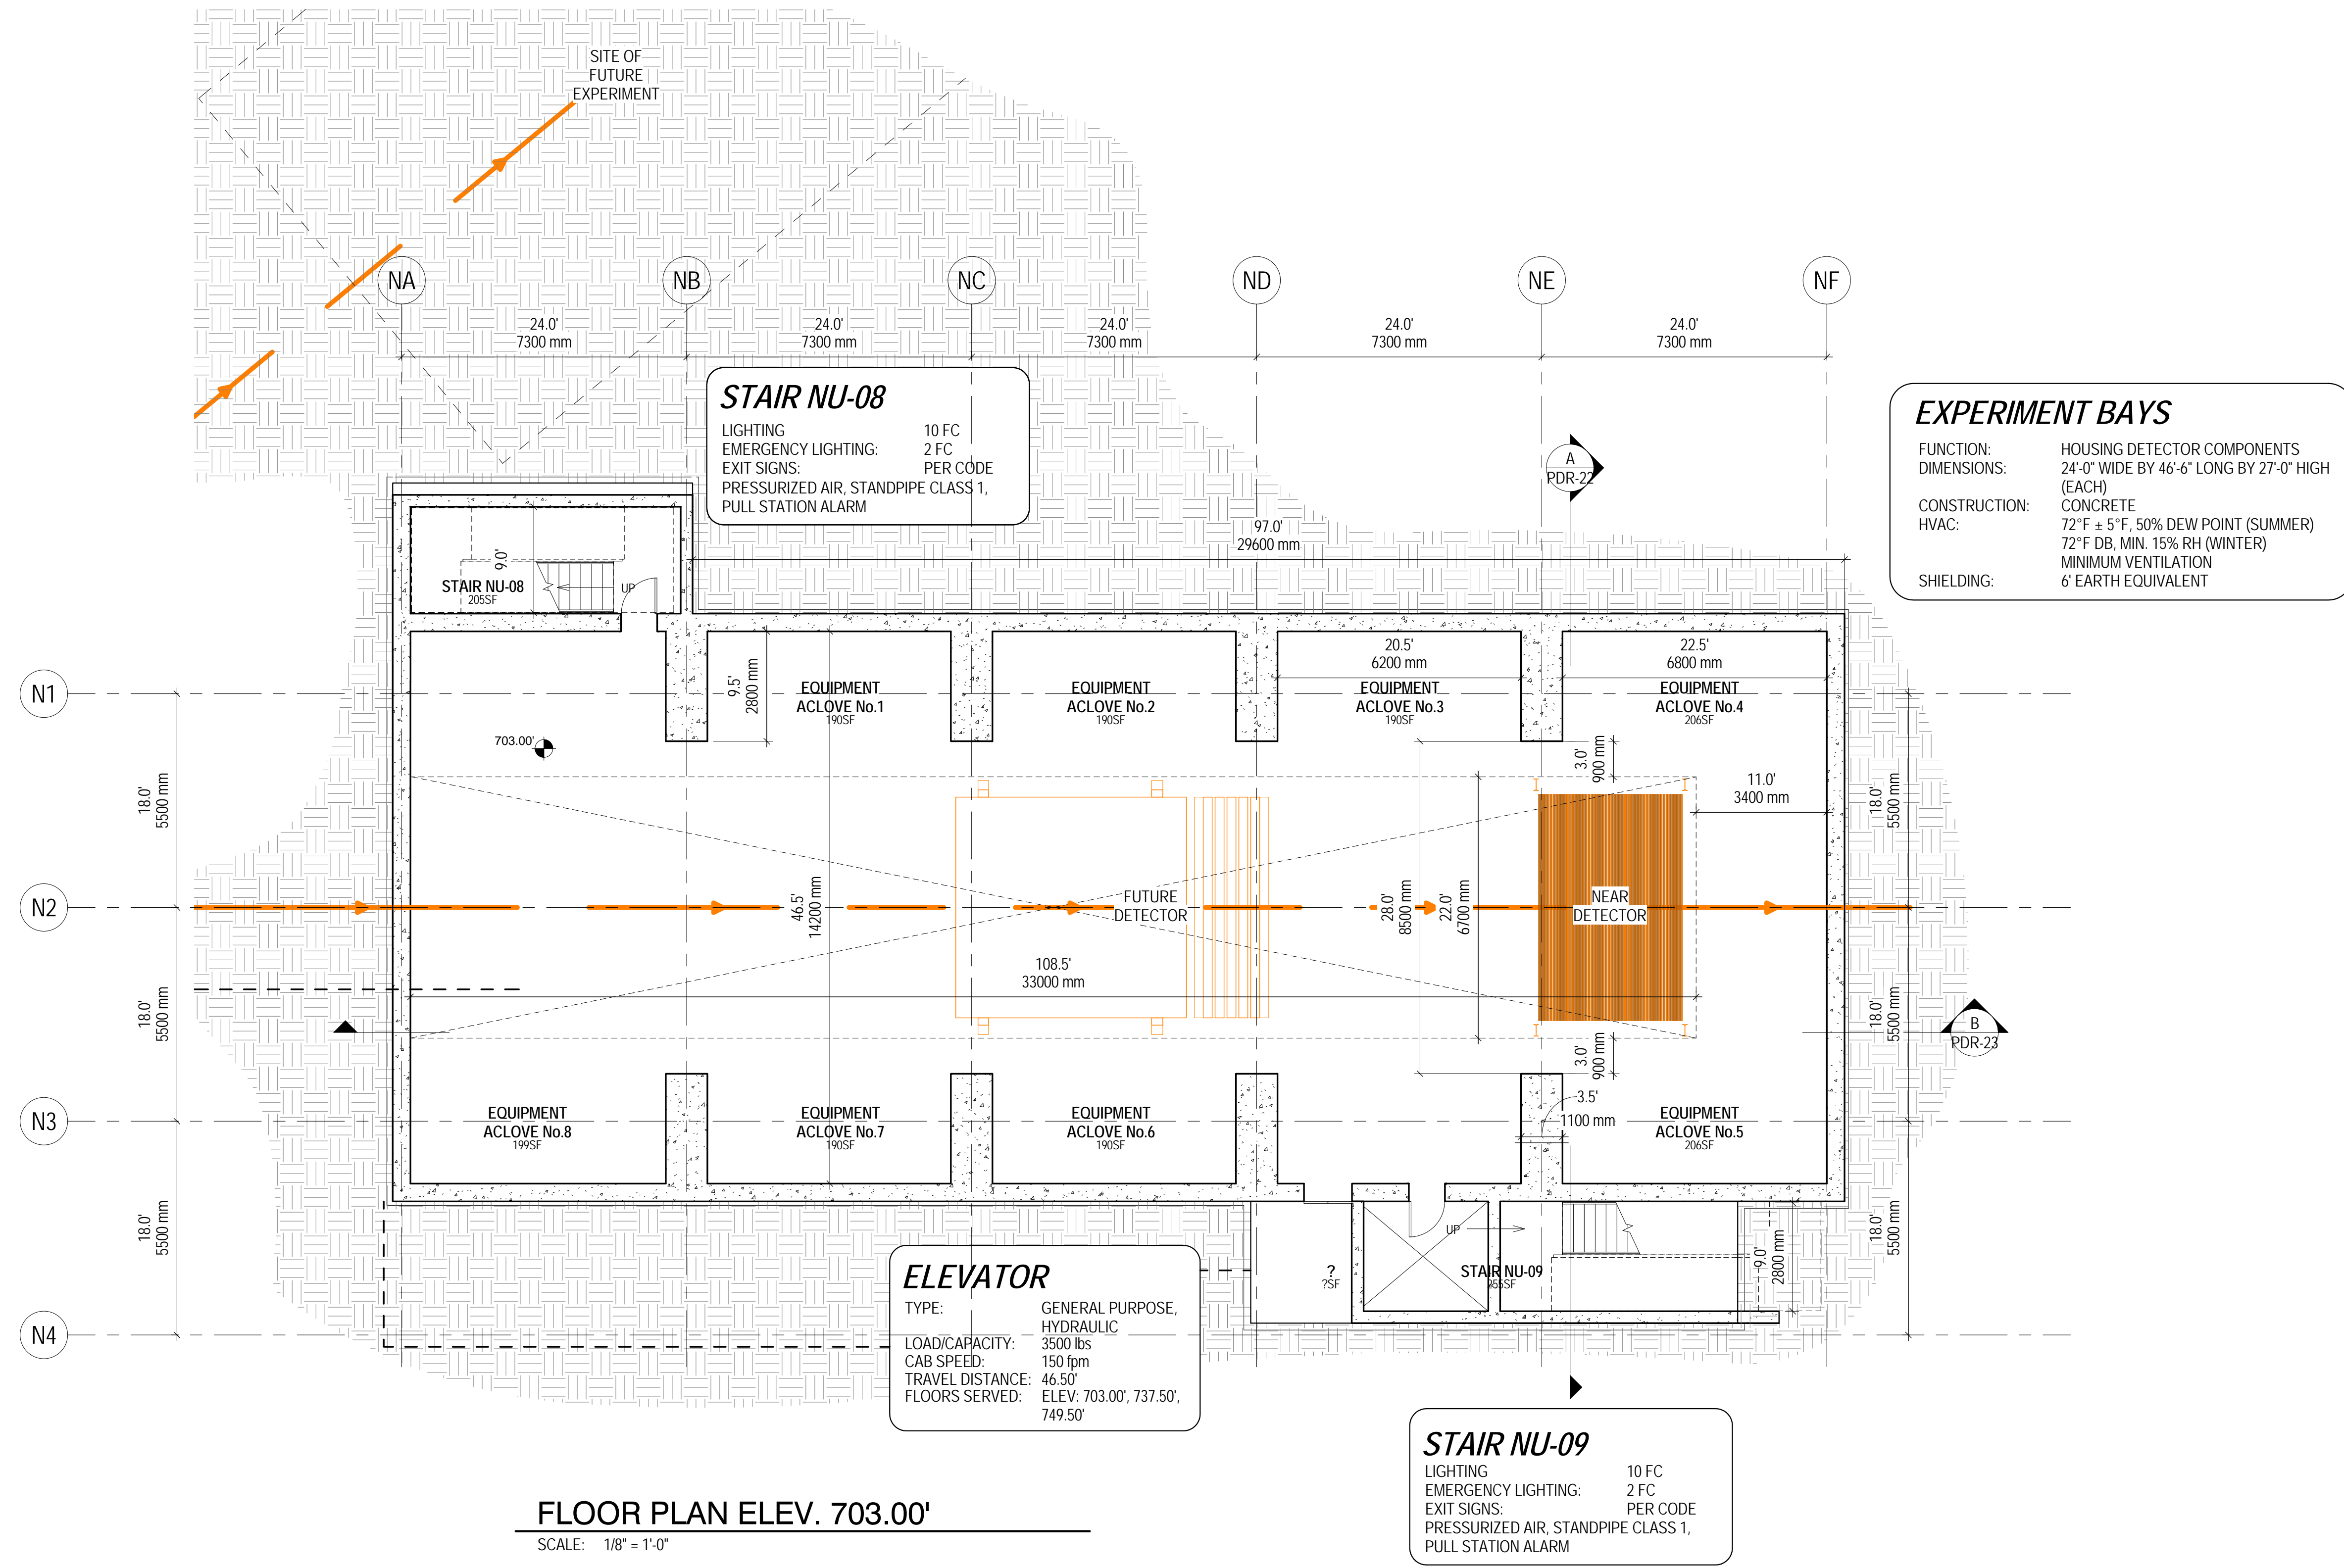 SITE OF
FUTURE
EXPERIMENT
NA
NB
NC
ND
NE
NF
24.0'
7300 mm
24.0'
7300 mm
24.0'
7300 mm
24.0'
7300 mm
24.0'
7300 mm
STAIR NU-08
LIGHTING 10 FC
EMERGENCY LIGHTING: 2 FC
EXIT SIGNS: PER CODE
PRESSURIZED AIR, STANDPIPE CLASS 1,
PULL STATION ALARM
EXPERIMENT BAYS
FUNCTION: HOUSING DETECTOR COMPONENTS
DIMENSIONS: 24'-0" WIDE BY 46'-6" LONG BY 27'-0" HIGH
(EACH)
CONSTRUCTION: CONCRETE
HVAC: 72°F ± 5°F, 50% DEW POINT (SUMMER)
72°F DB, MIN. 15% RH (WINTER)
MINIMUM VENTILATION
SHIELDING: 6' EARTH EQUIVALENT
A
PDR-22
97.0'
29600 mm
9.0'
STAIR NU-08
205SF
UP
N1
N2
N3
N4
18.0'
5500 mm
18.0'
5500 mm
18.0'
5500 mm
703.00'
9.5'
2800 mm
EQUIPMENT
ACLOVE No.1
190SF
EQUIPMENT
ACLOVE No.2
190SF
20.5'
6200 mm
EQUIPMENT
ACLOVE No.3
190SF
22.5'
6800 mm
EQUIPMENT
ACLOVE No.4
206SF
3.0'
900 mm
11.0'
3400 mm
18.0'
5500 mm
46.5'
14200 mm
FUTURE
DETECTOR
28.0'
8500 mm
22.0'
6700 mm
NEAR
DETECTOR
108.5'
33000 mm
18.0'
5500 mm
B
PDR-23
3.0'
900 mm
3.5'
1100 mm
EQUIPMENT
ACLOVE No.8
199SF
EQUIPMENT
ACLOVE No.7
190SF
EQUIPMENT
ACLOVE No.6
190SF
EQUIPMENT
ACLOVE No.5
206SF
18.0'
5500 mm
UP
?
?SF
STAIR NU-09
9.0'
2800 mm
ELEVATOR
TYPE: GENERAL PURPOSE,
HYDRAULIC
LOAD/CAPACITY: 3500 lbs
CAB SPEED: 150 fpm
TRAVEL DISTANCE: 46.50'
FLOORS SERVED: ELEV: 703.00', 737.50',
749.50'
STAIR NU-09
LIGHTING 10 FC
EMERGENCY LIGHTING: 2 FC
EXIT SIGNS: PER CODE
PRESSURIZED AIR, STANDPIPE CLASS 1,
PULL STATION ALARM
FLOOR PLAN ELEV. 703.00'
SCALE: 1/8" = 1'-0"